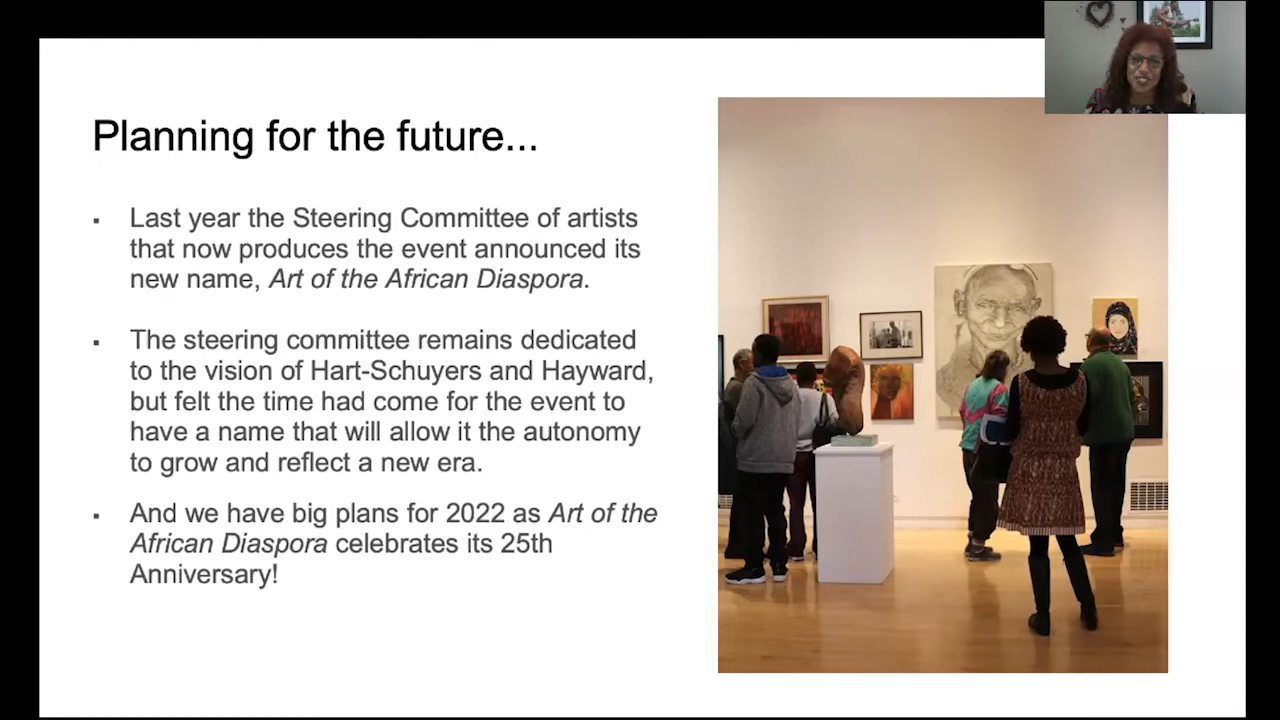 Planning for the future...
▪ Last year the Steering Committee of artists
that now produces the event announced its
new name, Art of the African Diaspora.
▪ The steering committee remains dedicated
to the vision of Hart-Schuyers and Hayward,
but felt the time had come for the event to
have a name that will allow it the autonomy
to grow and reflect a new era.
▪ And we have big plans for 2022 as Art of the
African Diaspora celebrates its 25th
Anniversary!